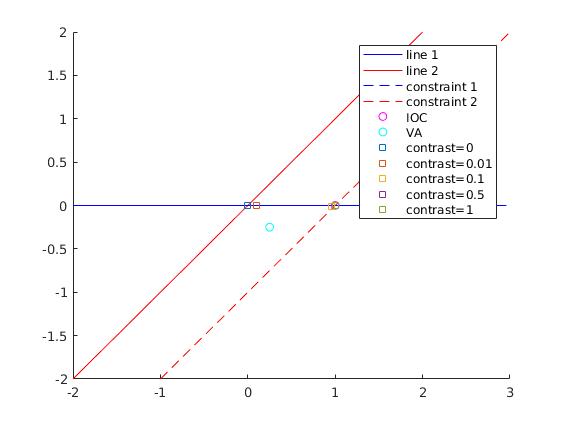 2
1.5
1
0.5
0
-0.5
-1
-1.5
-2
-2 -1 0 1 2 3
line 1
line 2
constraint 1
constraint 2
IOC
VA
contrast=0
contrast=0.01
contrast=0.1
contrast=0.5
contrast=1